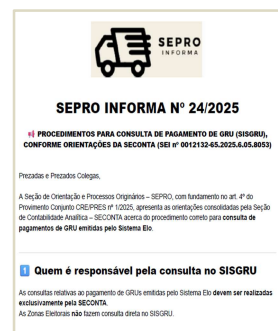 SEPRO
INFORMA
SEPRO INFORMA Nº 24/2025
📢 PROCEDIMENTOS PARA CONSULTA DE PAGAMENTO DE GRU (SISGRU),
CONFORME ORIENTAÇÕES DA SECONTA (SEI nº 0012132-65.2025.6.05.8053)
Prezadas e Prezados Colegas,
A Seção de Orientação e Processos Originários – SEPRO, com fundamento no art. 4º do
Provimento Conjunto CRE/PRES nº 1/2025, apresenta as orientações consolidadas pela Seção
de Contabilidade Analítica – SECONTA acerca do procedimento correto para consulta de
pagamentos de GRU emitidos pelo Sistema Elo.
1️⃣ Quem é responsável pela consulta no SISGRU
As consultas relativas ao pagamento de GRUs emitidos pelo Sistema Elo devem ser realizadas
exclusivamente pela SECONTA.
As Zonas Eleitorais não fazem consulta direta no SISGRU.